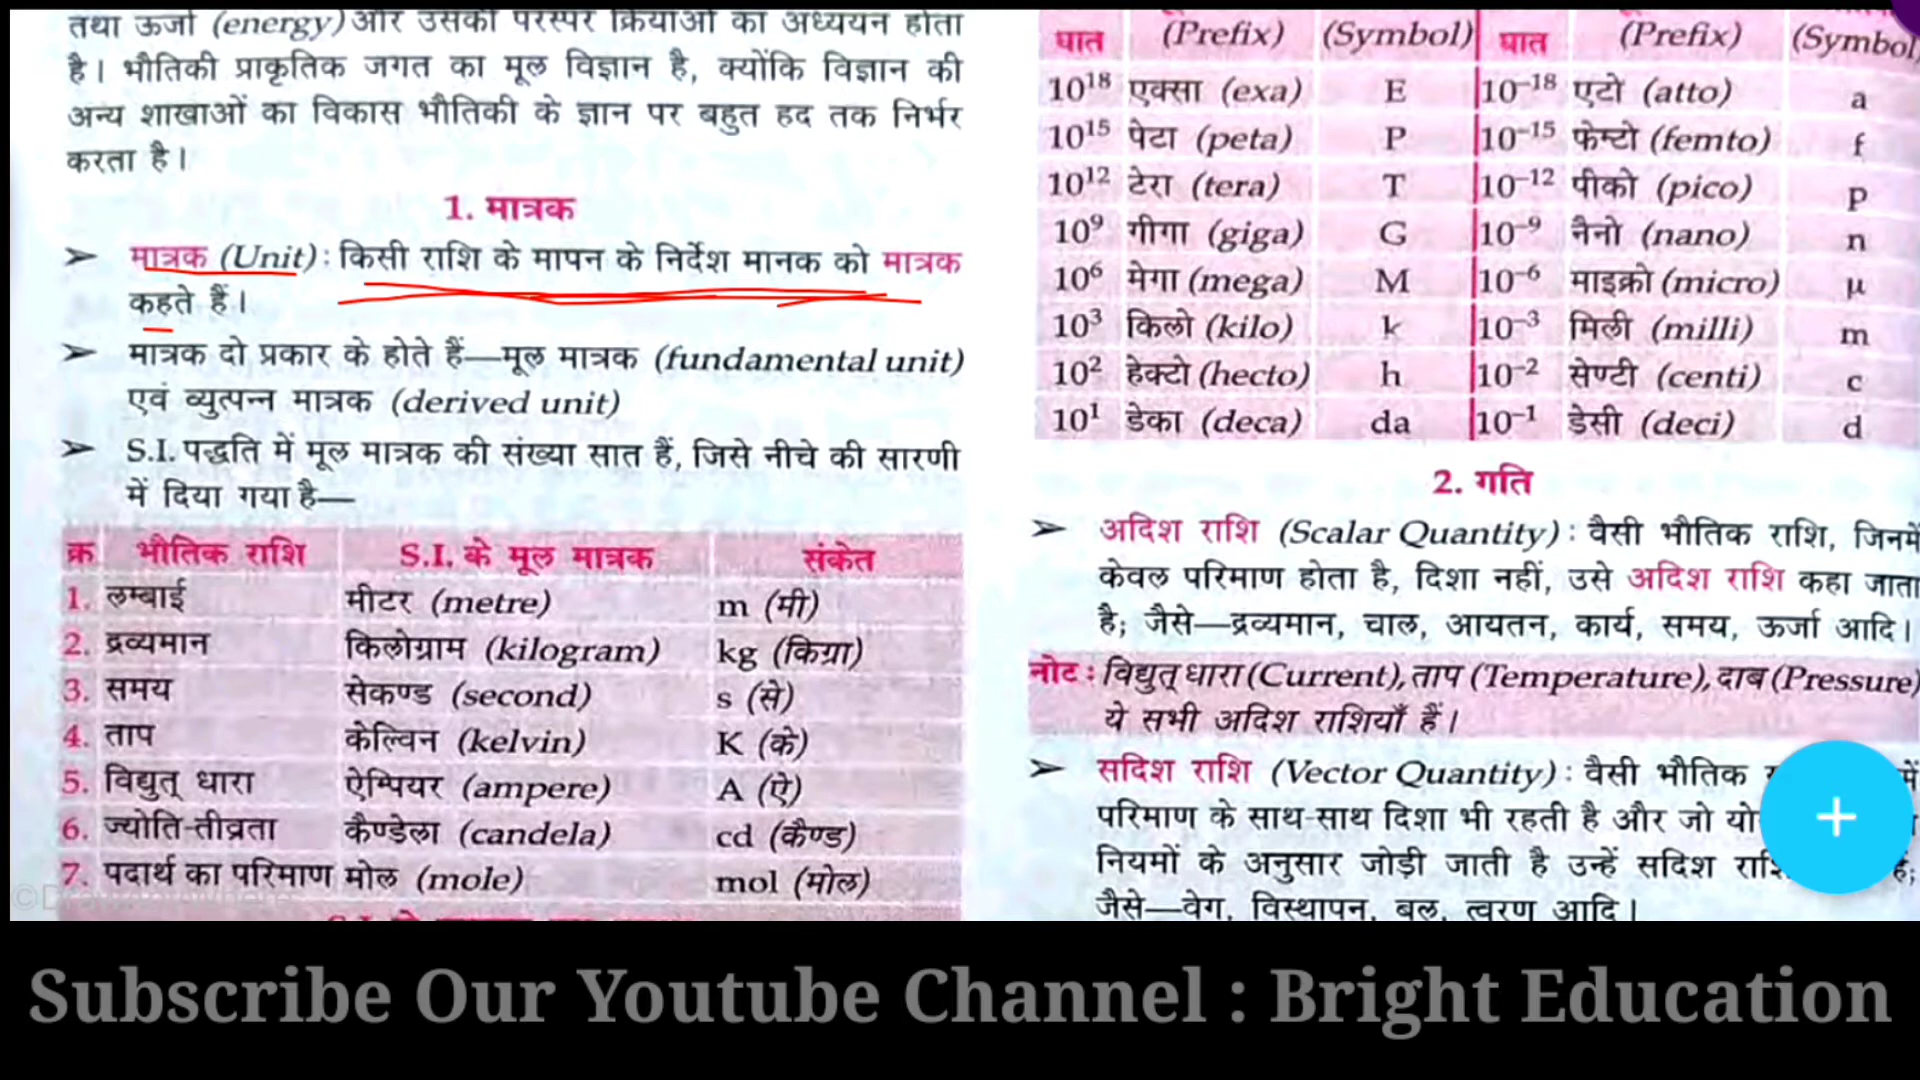 तथा ऊर्जा (energy) और उसकी परस्पर क्रियाओं का अध्ययन होता
है। भौतिकी प्राकृतिक जगत का मूल विज्ञान है, क्योंकि विज्ञान की
अन्य शाखाओं का विकास भौतिकी के ज्ञान पर बहुत हद तक निर्भर
करता है।
1. मात्रक
➤ मात्रक (Unit) : किसी राशि के मापन के निर्देश मानक को मात्रक
कहते हैं।
➤ मात्रक दो प्रकार के होते हैं—मूल मात्रक (fundamental unit)
एवं व्युत्पन्न मात्रक (derived unit)
➤ S.I. पद्धति में मूल मात्रक की संख्या सात हैं, जिसे नीचे की सारणी
में दिया गया है—
क्र भौतिक राशि S.I. के मूल मात्रक संकेत
1. लम्बाई मीटर (metre) m (मी)
2. द्रव्यमान किलोग्राम (kilogram) kg (किग्रा)
3. समय सेकण्ड (second) s (से)
4. ताप केल्विन (kelvin) K (के)
5. विद्युत् धारा ऐम्पियर (ampere) A (ऐ)
6. ज्योति-तीव्रता कैण्डेला (candela) cd (कैण्ड)
7. पदार्थ का परिमाण मोल (mole) mol (मोल)
घात (Prefix) (Symbol) घात (Prefix) (Symbol)
10¹⁸ एक्सा (exa) E 10⁻¹⁸ एटो (atto) a
10¹⁵ पेटा (peta) P 10⁻¹⁵ फेम्टो (femto) f
10¹² टेरा (tera) T 10⁻¹² पीको (pico) p
10⁹ गीगा (giga) G 10⁻⁹ नैनो (nano) n
10⁶ मेगा (mega) M 10⁻⁶ माइक्रो (micro) μ
10³ किलो (kilo) k 10⁻³ मिली (milli) m
10² हेक्टो (hecto) h 10⁻² सेण्टी (centi) c
10¹ डेका (deca) da 10⁻¹ डेसी (deci) d
2. गति
➤ अदिश राशि (Scalar Quantity) : वैसी भौतिक राशि, जिनमें
केवल परिमाण होता है, दिशा नहीं, उसे अदिश राशि कहा जाता
है; जैसे—द्रव्यमान, चाल, आयतन, कार्य, समय, ऊर्जा आदि।
नोट : विद्युत् धारा (Current), ताप (Temperature), दाब (Pressure)
ये सभी अदिश राशियाँ हैं।
➤ सदिश राशि (Vector Quantity) : वैसी भौतिक
परिमाण के साथ-साथ दिशा भी रहती है और जो
नियमों के अनुसार जोड़ी जाती है उन्हें सदिश
जैसे—वेग, विस्थापन, बल, त्वरण आदि।
Subscribe Our Youtube Channel : Bright Education